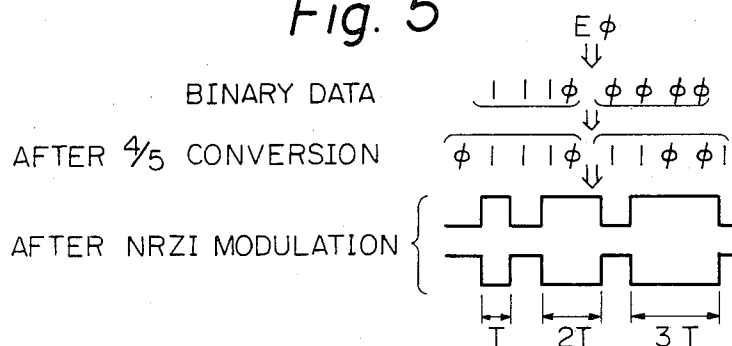 Fig. 5
Eϕ
BINARY DATA 1 1 1 ϕ ϕ ϕ ϕ ϕ
AFTER 4/5 CONVERSION ϕ 1 1 1 ϕ 1 1 ϕ ϕ 1
AFTER NRZI MODULATION
T 2T 3T